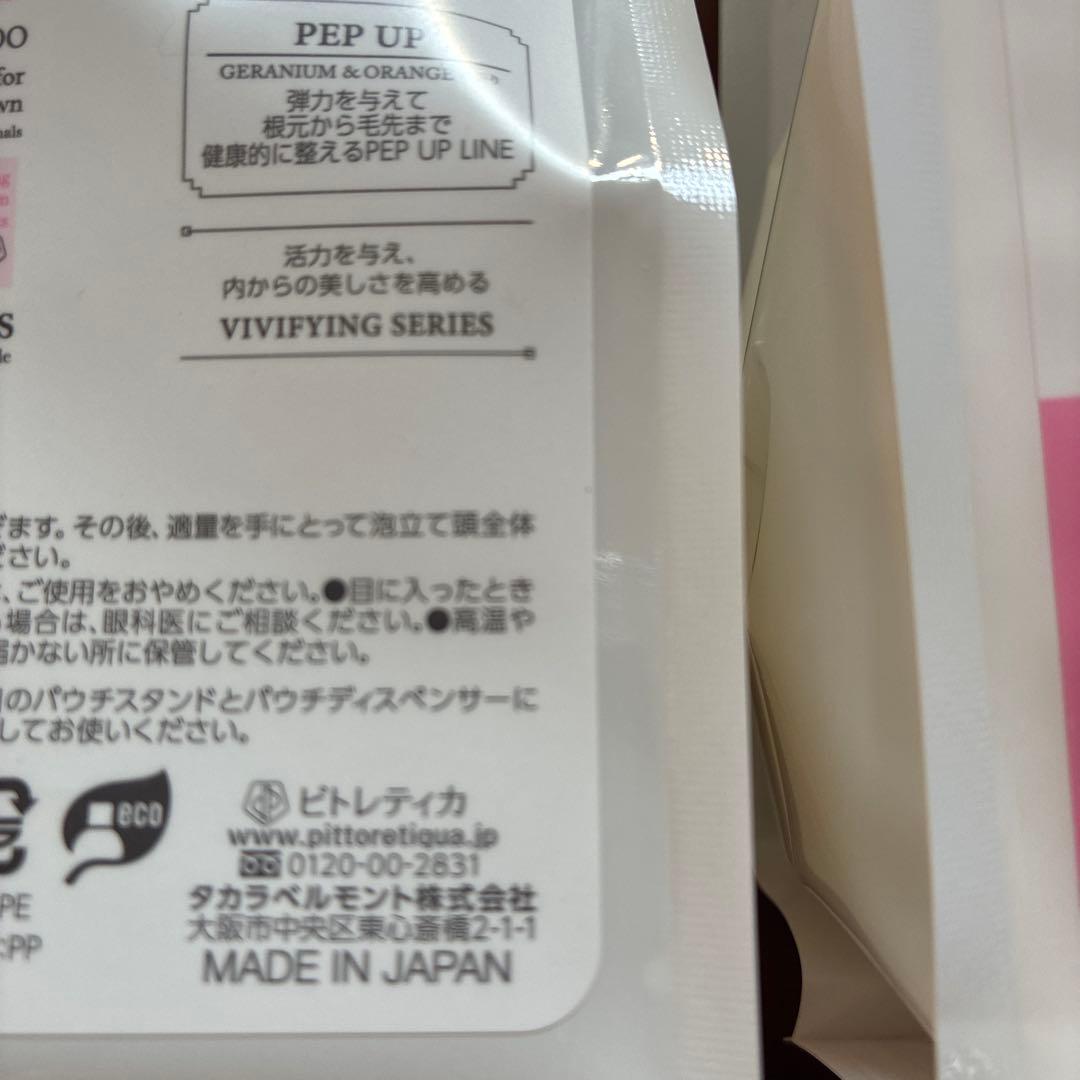 PEP UP
GERANIUM & ORANGE
弾力を与えて
根元から毛先まで
健康的に整えるPEP UP LINE
for
活力を与え、
内からの美しさを高める
VIVIFYING SERIES
ます。その後、適量を手にとって泡立て頭全体
ださい。
、ご使用をおやめください。●目に入ったとき
場合は、眼科医にご相談ください。●高温や
届かない所に保管してください。
のパウチスタンドとパウチディスペンサーに
してお使いください。
eco
ピトレティカ
www.pittoretiqua.jp
0120-00-2831
タカラベルモント株式会社
大阪市中央区東心斎橋2-1-1
PE
:PP
MADE IN JAPAN